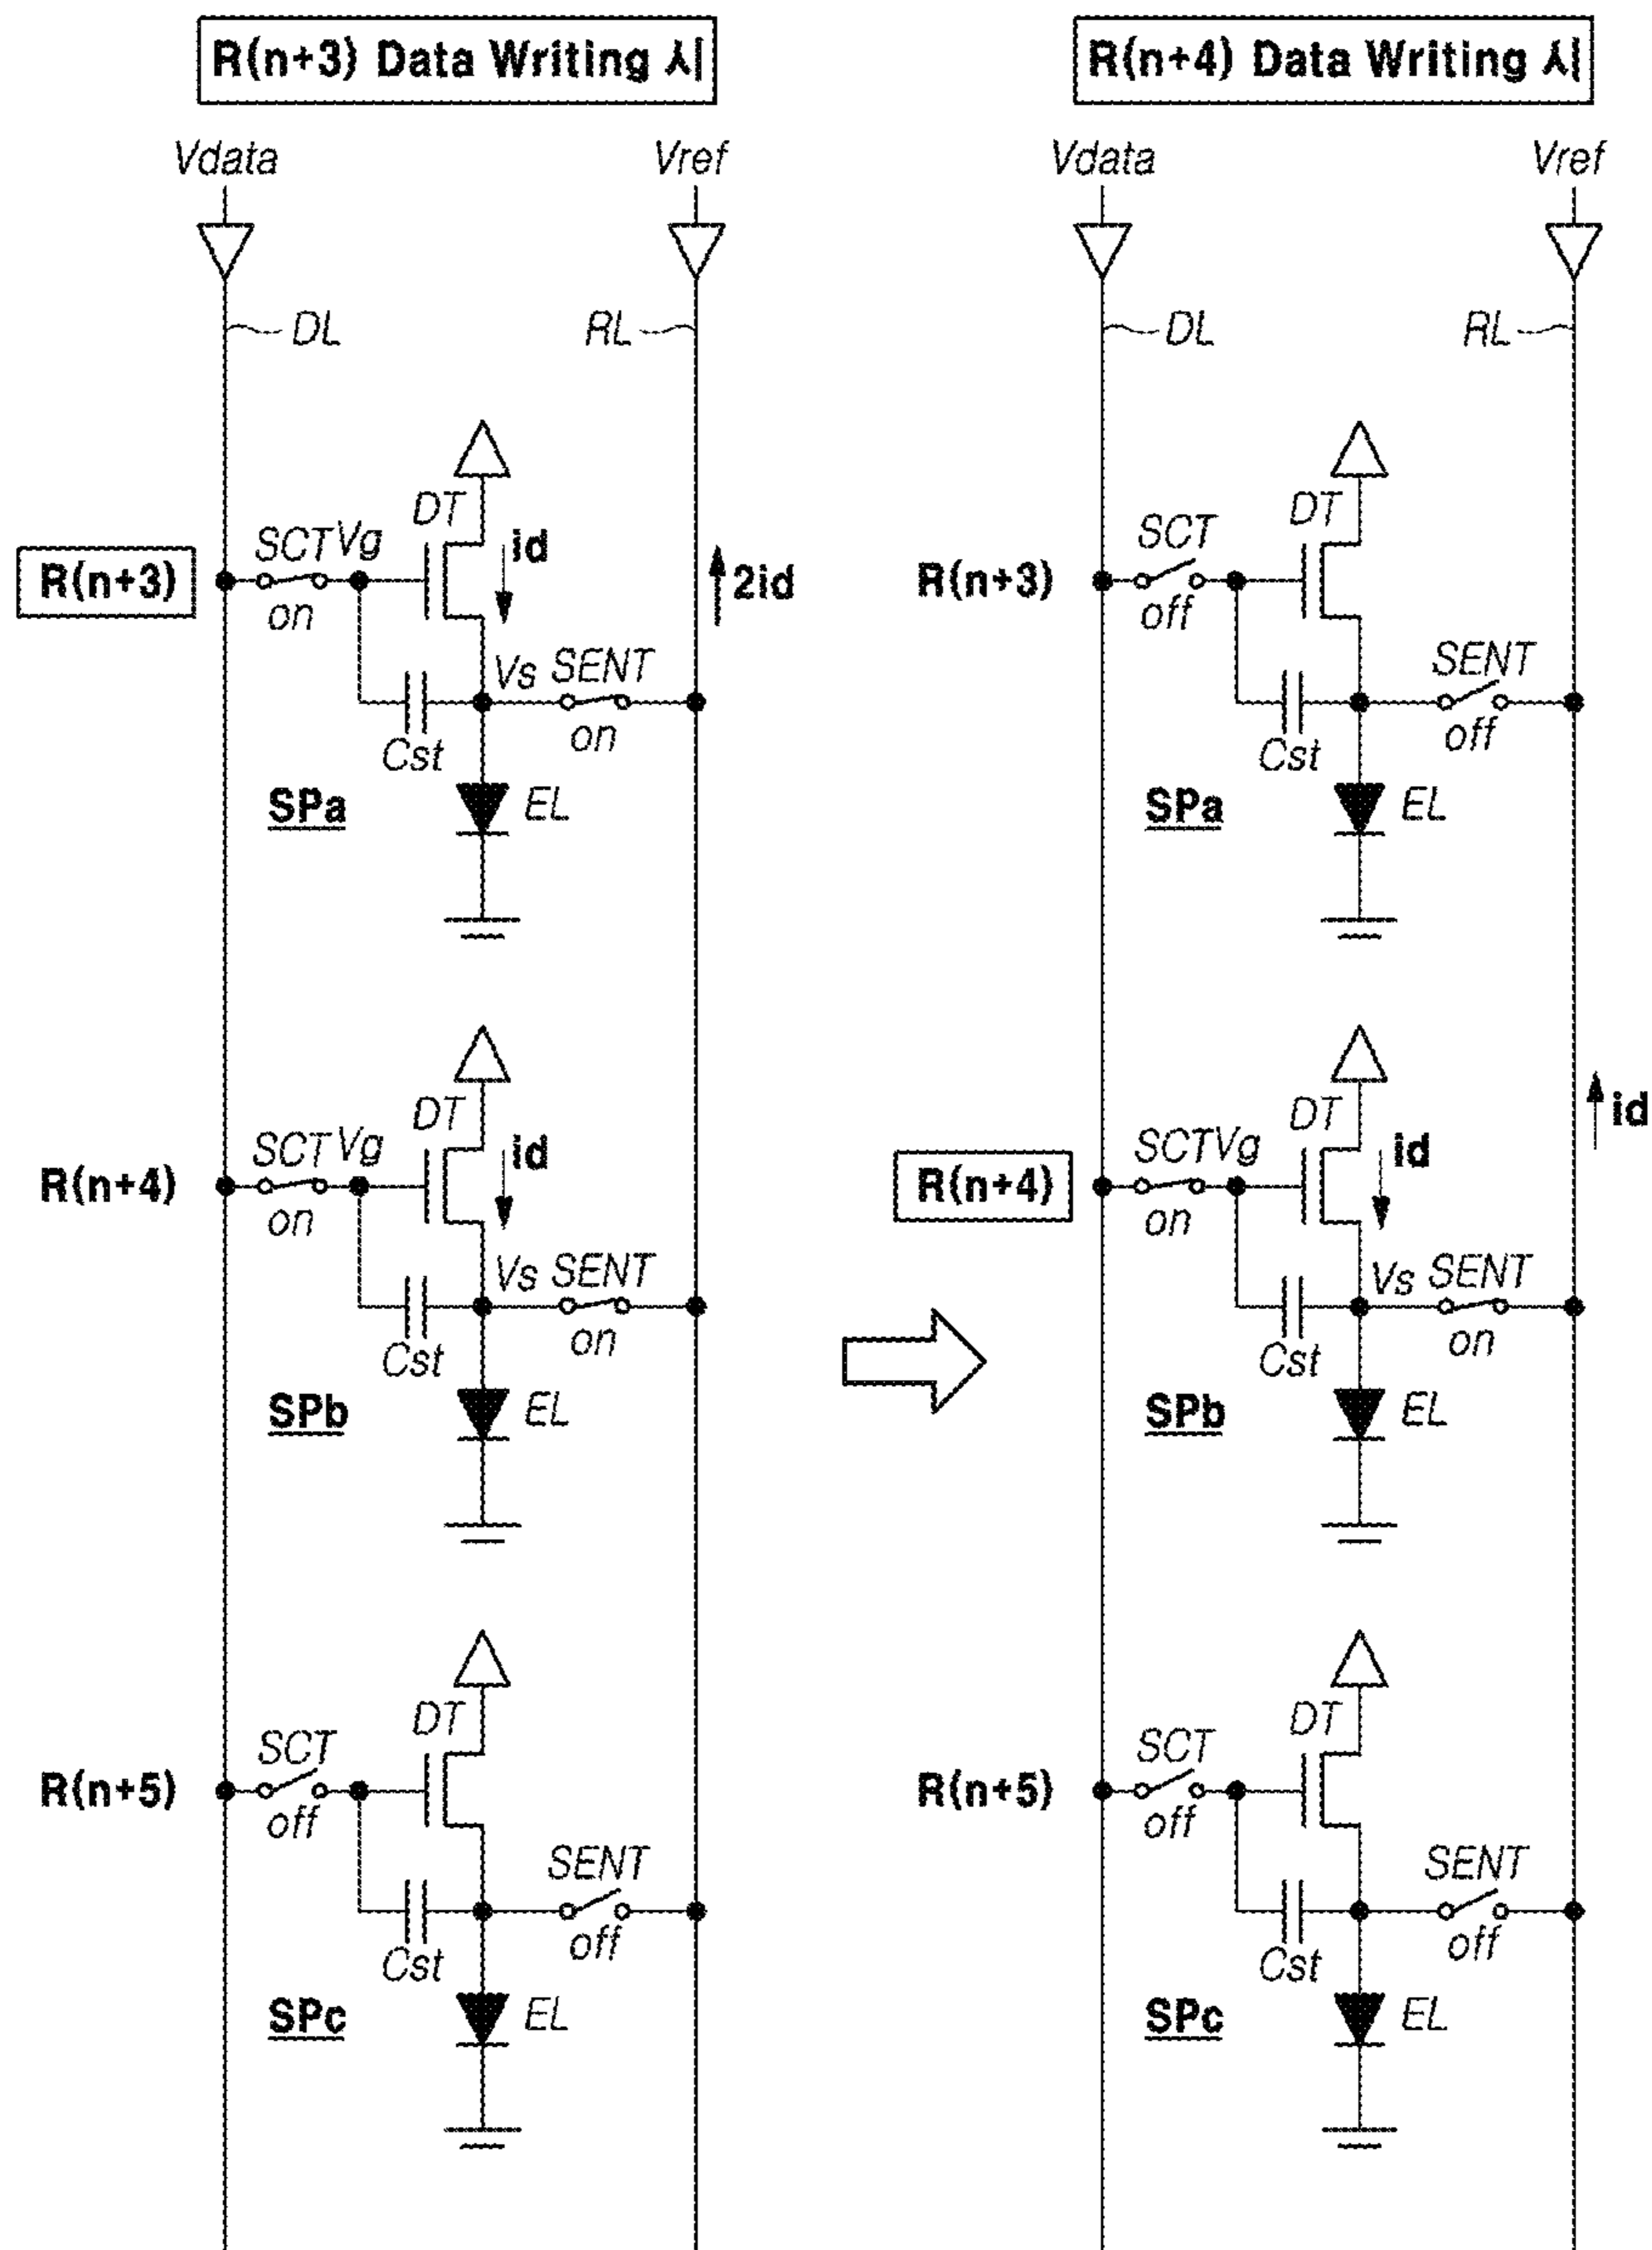 R(n+3) Data Writing 시
Vdata
Vref
DL
RL
DT
id
SCT
Vg
R(n+3)
on
2id
Vs
SENT
on
Cst
SPa
EL
DT
id
SCT
Vg
R(n+4)
on
Vs
SENT
on
Cst
SPb
EL
DT
SCT
R(n+5)
off
SENT
off
Cst
SPc
EL
R(n+4) Data Writing 시
Vdata
Vref
DL
RL
DT
SCT
R(n+3)
off
SENT
off
Cst
SPa
EL
DT
id
id
SCT
Vg
R(n+4)
on
Vs
SENT
on
Cst
SPb
EL
DT
SCT
R(n+5)
off
SENT
off
Cst
SPc
EL